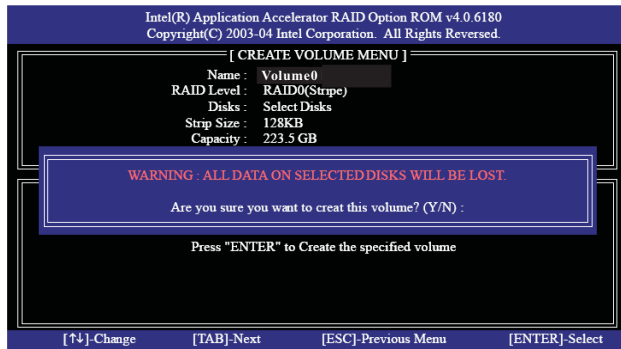 Intel(R) Application Accelerator RAID Option ROM v4.0.6180
Copyright(C) 2003-04 Intel Corporation. All Rights Reversed.
[ CREATE VOLUME MENU ]
Name : Volume0
RAID Level : RAID0(Stripe)
Disks : Select Disks
Strip Size : 128KB
Capacity : 223.5 GB
WARNING : ALL DATA ON SELECTED DISKS WILL BE LOST.
Are you sure you want to creat this volume? (Y/N) :
Press "ENTER" to Create the specified volume
[↑↓]-Change [TAB]-Next [ESC]-Previous Menu [ENTER]-Select